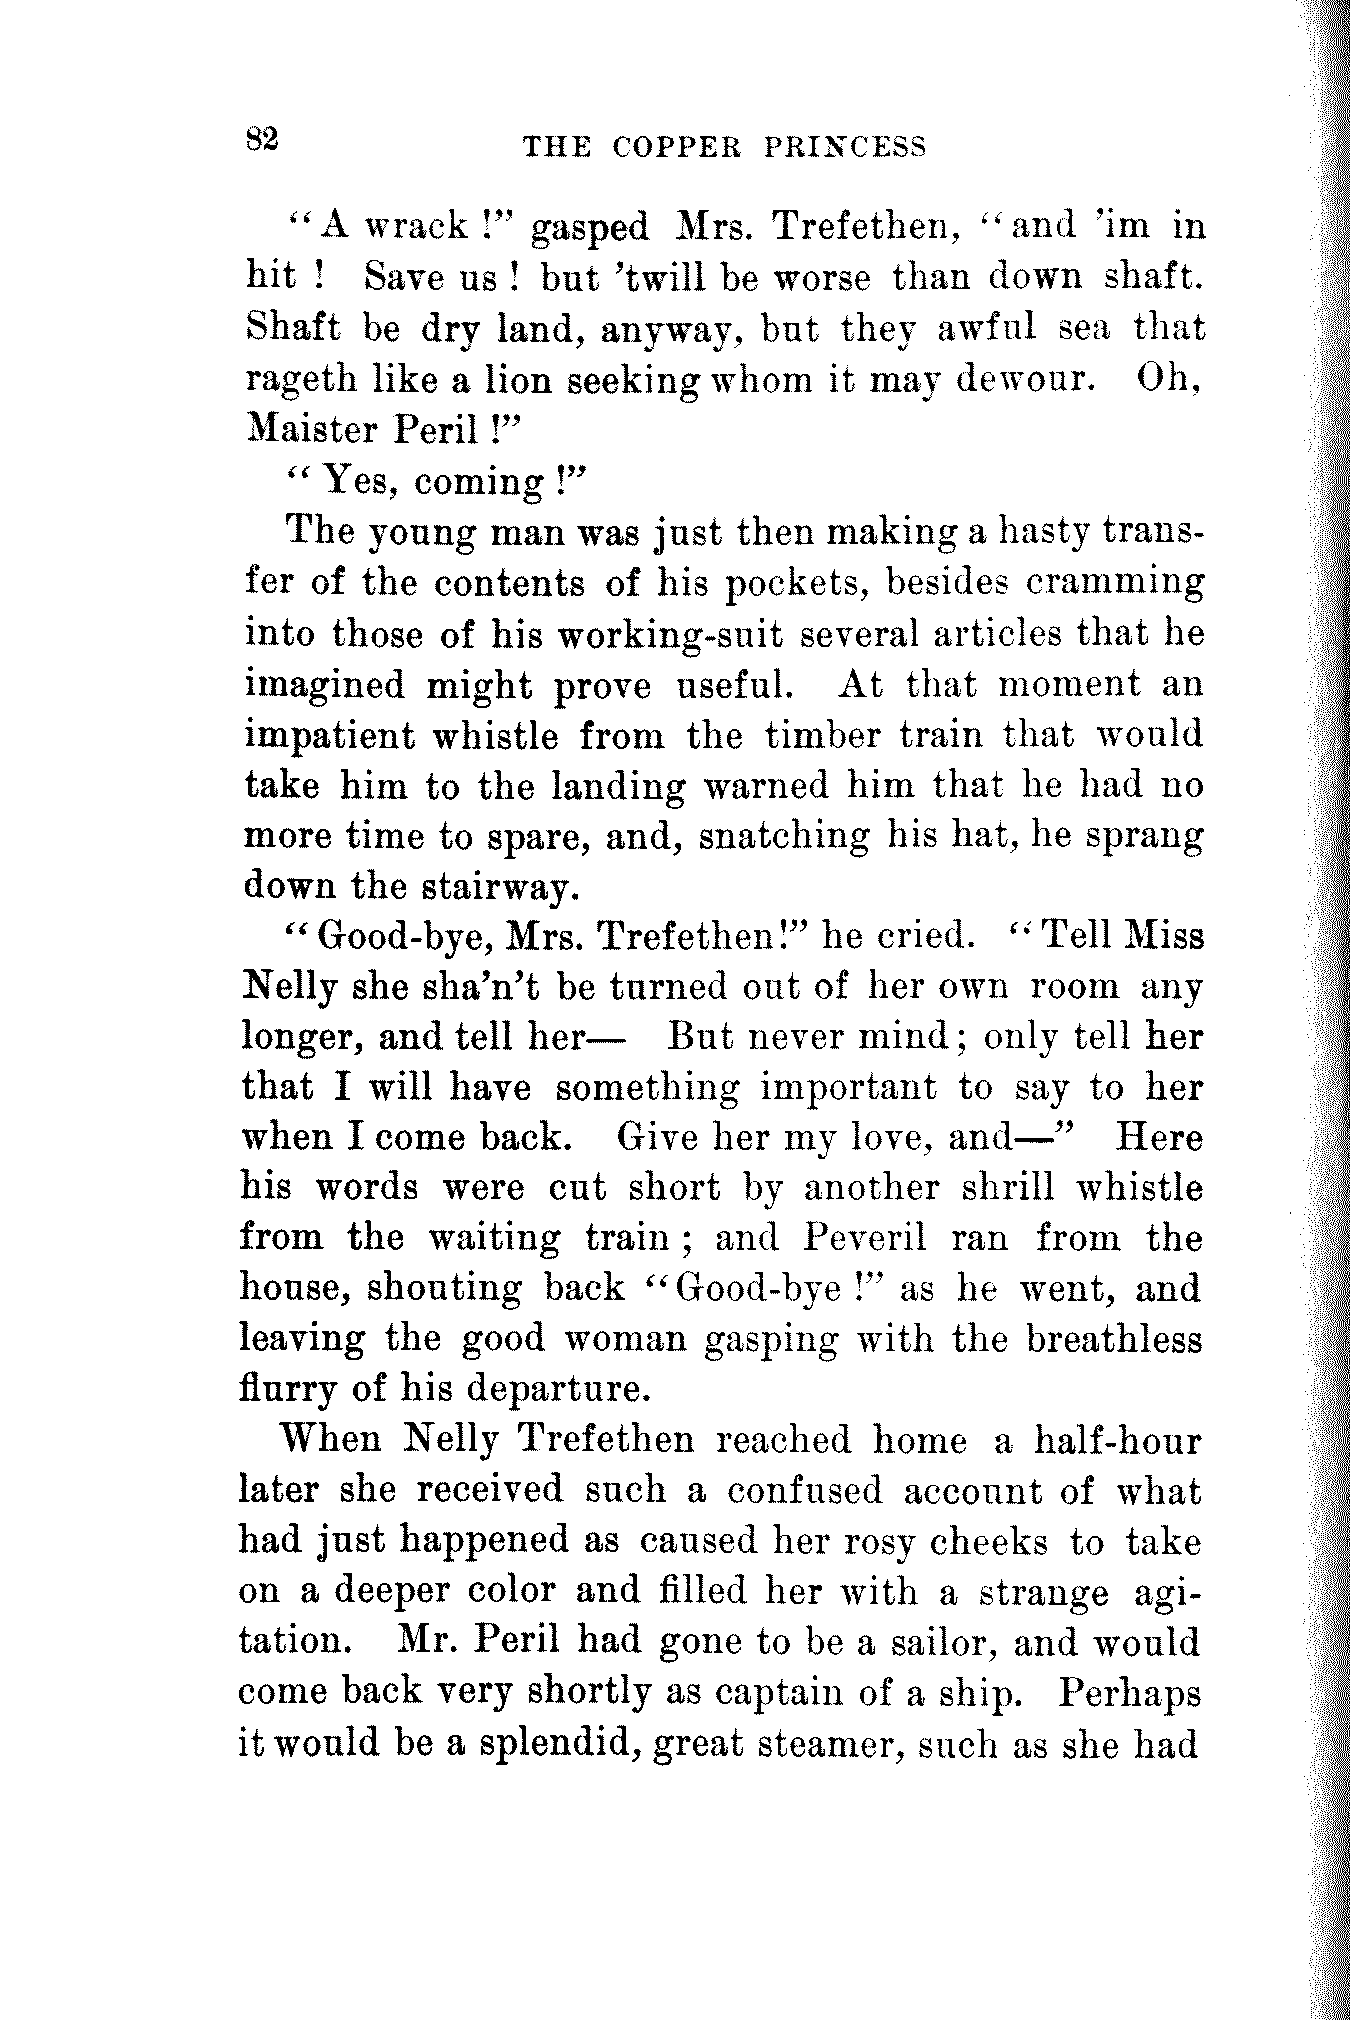 82 THE COPPER PRINCESS
“A wrack !” gasped Mrs. Trefethen, “and ’im in
hit ! Save us ! but ’twill be worse than down shaft.
Shaft be dry land, anyway, but they awful sea that
rageth like a lion seeking whom it may dewour. Oh,
Maister Peril !”
“Yes, coming !”
The young man was just then making a hasty trans-
fer of the contents of his pockets, besides cramming
into those of his working-suit several articles that he
imagined might prove useful. At that moment an
impatient whistle from the timber train that would
take him to the landing warned him that he had no
more time to spare, and, snatching his hat, he sprang
down the stairway.
“Good-bye, Mrs. Trefethen!” he cried. “Tell Miss
Nelly she sha’n’t be turned out of her own room any
longer, and tell her— But never mind; only tell her
that I will have something important to say to her
when I come back. Give her my love, and—” Here
his words were cut short by another shrill whistle
from the waiting train ; and Peveril ran from the
house, shouting back “Good-bye !” as he went, and
leaving the good woman gasping with the breathless
flurry of his departure.
When Nelly Trefethen reached home a half-hour
later she received such a confused account of what
had just happened as caused her rosy cheeks to take
on a deeper color and filled her with a strange agi-
tation. Mr. Peril had gone to be a sailor, and would
come back very shortly as captain of a ship. Perhaps
it would be a splendid, great steamer, such as she had